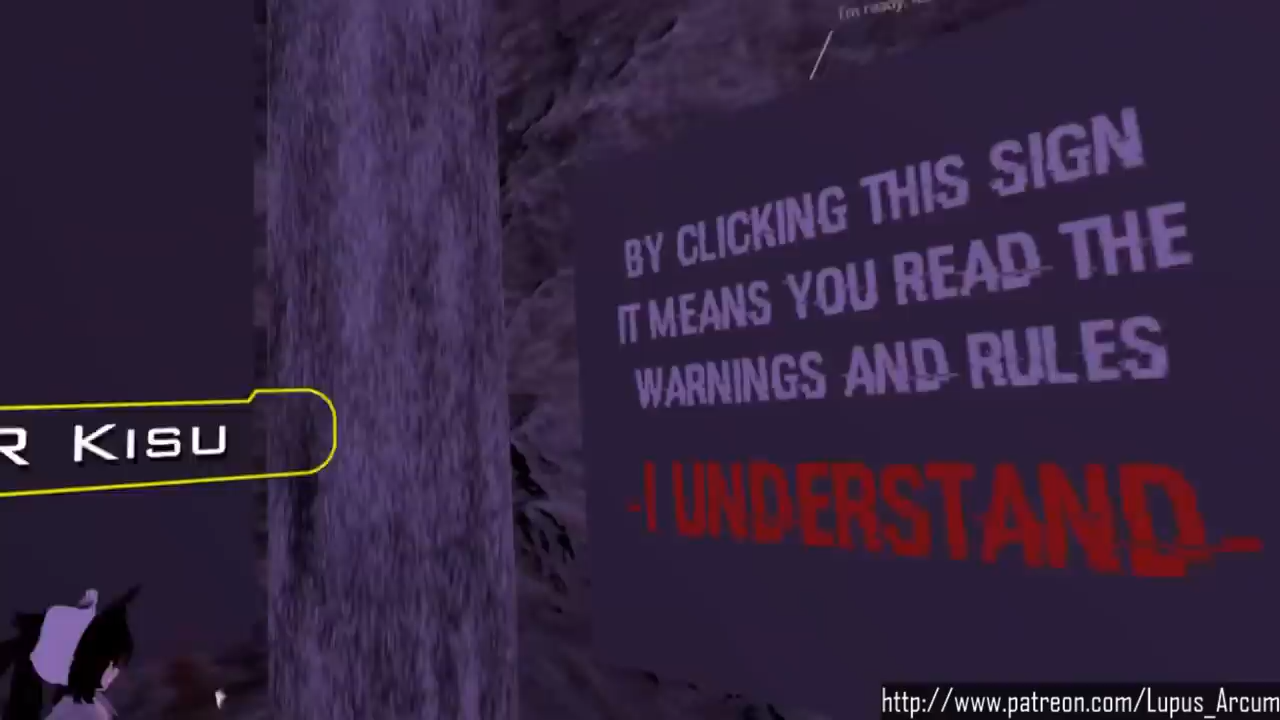 I'm ready.
BY CLICKING THIS SIGN
IT MEANS YOU READ THE
WARNINGS AND RULES
-I UNDERSTAND-
R KISU
http://www.patreon.com/Lupus_Arcum